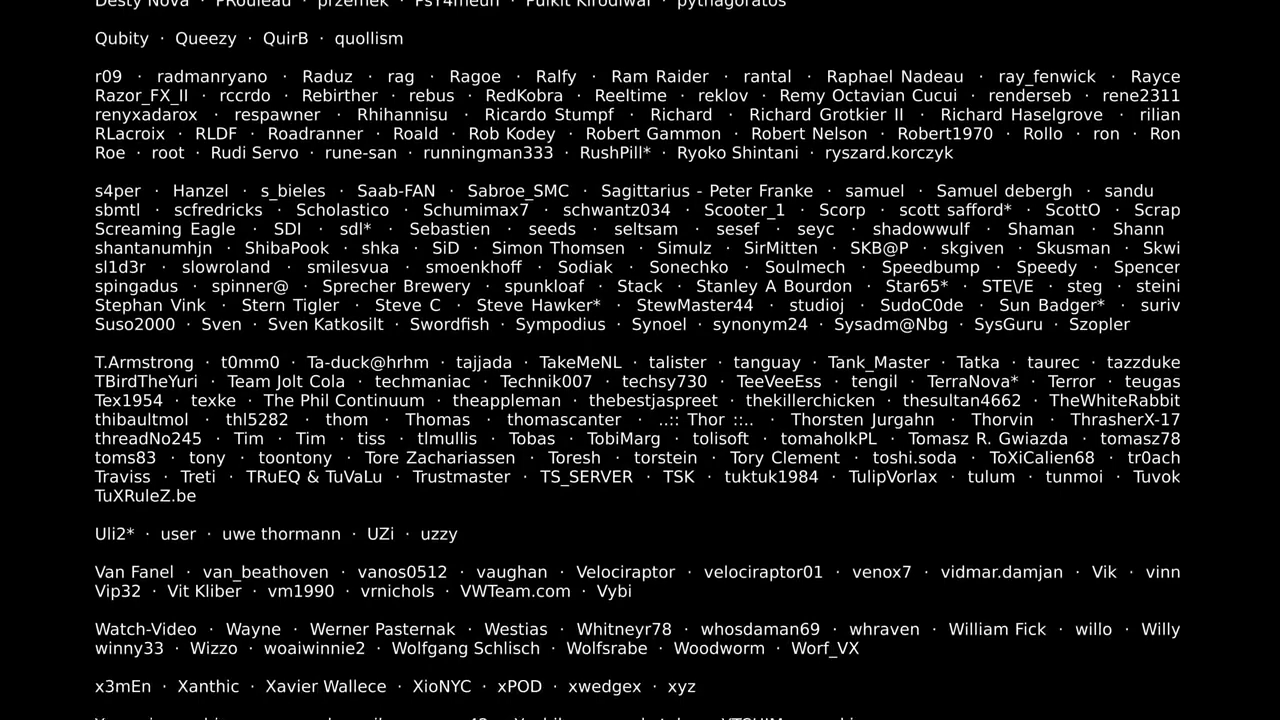 Desty Nova · PRouleau · przemek · PsT4meun · Pulkit Kirodiwal · pythagoratos
Qubity · Queezy · QuirB · quollism
r09 · radmanryano · Raduz · rag · Ragoe · Ralfy · Ram Raider · rantal · Raphael Nadeau · ray_fenwick · Rayce
Razor_FX_II · rccrdo · Rebirther · rebus · RedKobra · Reeltime · reklov · Remy Octavian Cucui · renderseb · rene2311
renyxadarox · respawner · Rhihannisu · Ricardo Stumpf · Richard · Richard Grotkier II · Richard Haselgrove · rilian
RLacroix · RLDF · Roadranner · Roald · Rob Kodey · Robert Gammon · Robert Nelson · Robert1970 · Rollo · ron · Ron
Roe · root · Rudi Servo · rune-san · runningman333 · RushPill* · Ryoko Shintani · ryszard.korczyk
s4per · Hanzel · s_bieles · Saab-FAN · Sabroe_SMC · Sagittarius - Peter Franke · samuel · Samuel debergh · sandu
sbmtl · scfredricks · Scholastico · Schumimax7 · schwantz034 · Scooter_1 · Scorp · scott safford* · ScottO · Scrap
Screaming Eagle · SDI · sdl* · Sebastien · seeds · seltsam · sesef · seyc · shadowwulf · Shaman · Shann
shantanumhjn · ShibaPook · shka · SiD · Simon Thomsen · Simulz · SirMitten · SKB@P · skgiven · Skusman · Skwi
sl1d3r · slowroland · smilesvua · smoenkhoff · Sodiak · Sonechko · Soulmech · Speedbump · Speedy · Spencer
spingadus · spinner@ · Sprecher Brewery · spunkloaf · Stack · Stanley A Bourdon · Star65* · STE\/E · steg · steini
Stephan Vink · Stern Tigler · Steve C · Steve Hawker* · StewMaster44 · studioj · SudoC0de · Sun Badger* · suriv
Suso2000 · Sven · Sven Katkosilt · Swordfish · Sympodius · Synoel · synonym24 · Sysadm@Nbg · SysGuru · Szopler
T.Armstrong · t0mm0 · Ta-duck@hrhm · tajjada · TakeMeNL · talister · tanguay · Tank_Master · Tatka · taurec · tazzduke
TBirdTheYuri · Team Jolt Cola · techmaniac · Technik007 · techsy730 · TeeVeeEss · tengil · TerraNova* · Terror · teugas
Tex1954 · texke · The Phil Continuum · theappleman · thebestjaspreet · thekillerchicken · thesultan4662 · TheWhiteRabbit
thibaultmol · thl5282 · thom · Thomas · thomascanter · ..:: Thor ::.. · Thorsten Jurgahn · Thorvin · ThrasherX-17
threadNo245 · Tim · Tim · tiss · tlmullis · Tobas · TobiMarg · tolisoft · tomaholkPL · Tomasz R. Gwiazda · tomasz78
toms83 · tony · toontony · Tore Zachariassen · Toresh · torstein · Tory Clement · toshi.soda · ToXiCalien68 · tr0ach
Traviss · Treti · TRuEQ & TuVaLu · Trustmaster · TS_SERVER · TSK · tuktuk1984 · TulipVorlax · tulum · tunmoi · Tuvok
TuXRuleZ.be
Uli2* · user · uwe thormann · UZi · uzzy
Van Fanel · van_beathoven · vanos0512 · vaughan · Velociraptor · velociraptor01 · venox7 · vidmar.damjan · Vik · vinn
Vip32 · Vit Kliber · vm1990 · vrnichols · VWTeam.com · Vybi
Watch-Video · Wayne · Werner Pasternak · Westias · Whitneyr78 · whosdaman69 · whraven · William Fick · willo · Willy
winny33 · Wizzo · woaiwinnie2 · Wolfgang Schlisch · Wolfsrabe · Woodworm · Worf_VX
x3mEn · Xanthic · Xavier Wallece · XioNYC · xPOD · xwedgex · xyz